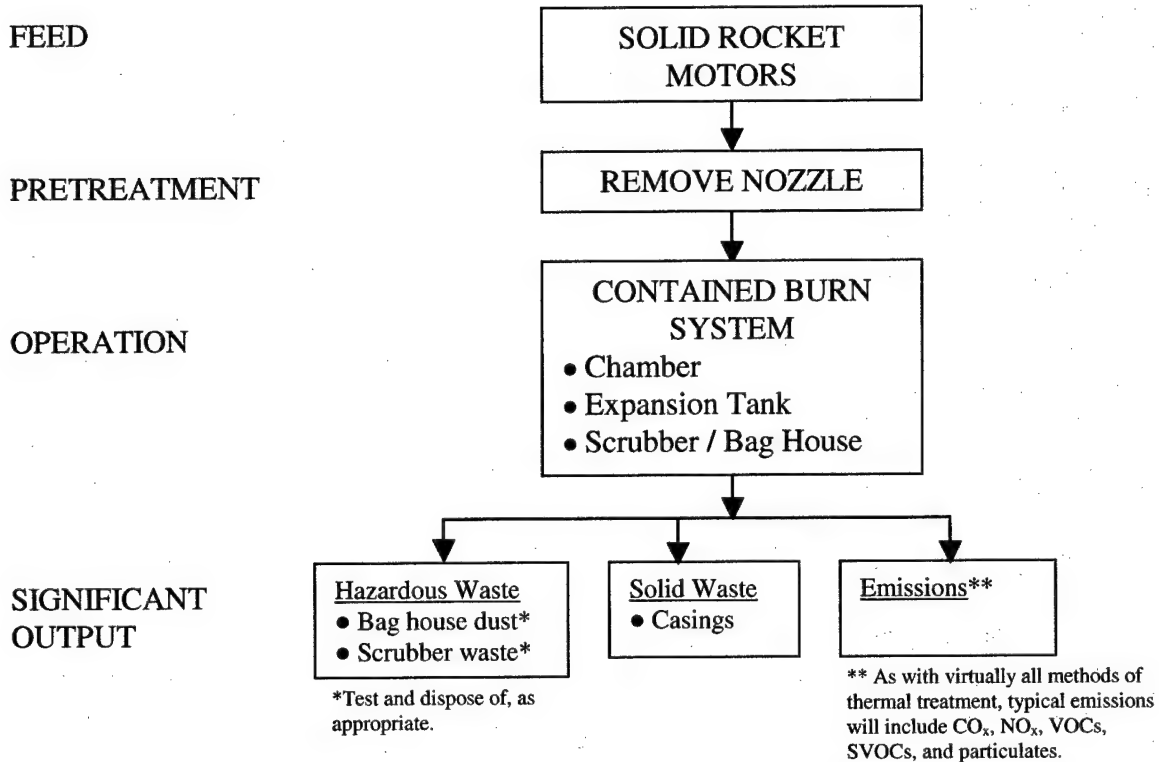 FEED
SOLID ROCKET
MOTORS
PRETREATMENT
REMOVE NOZZLE
OPERATION
CONTAINED BURN
SYSTEM
● Chamber
● Expansion Tank
● Scrubber / Bag House
SIGNIFICANT
OUTPUT
Hazardous Waste
● Bag house dust*
● Scrubber waste*
*Test and dispose of, as
appropriate.
Solid Waste
● Casings
Emissions**
** As with virtually all methods of
thermal treatment, typical emissions
will include COₓ, NOₓ, VOCs,
SVOCs, and particulates.